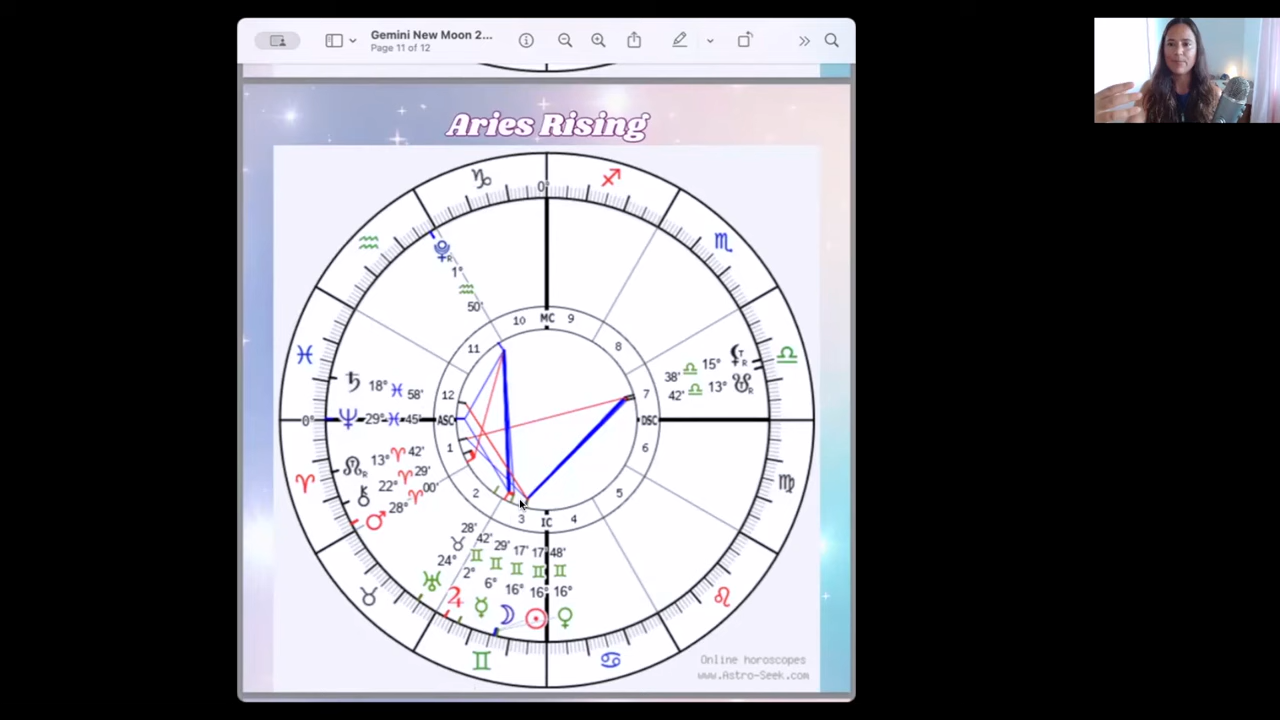 Gemini New Moon 2...
Page 11 of 12
Aries Rising
0°
R
1°
50'
10 MC 9
11
8
38' 15° R
42' 13° R
18° 58'
12
7
0° 29° 45' ASC DSC
R 13° 42'
1
6
22° 29'
28° 00'
2
5
3 IC 4
28' 42' 29' 17' 17' 48'
24° 2° 6° 16° 16° 16°
Online horoscopes
www.Astro-Seek.com